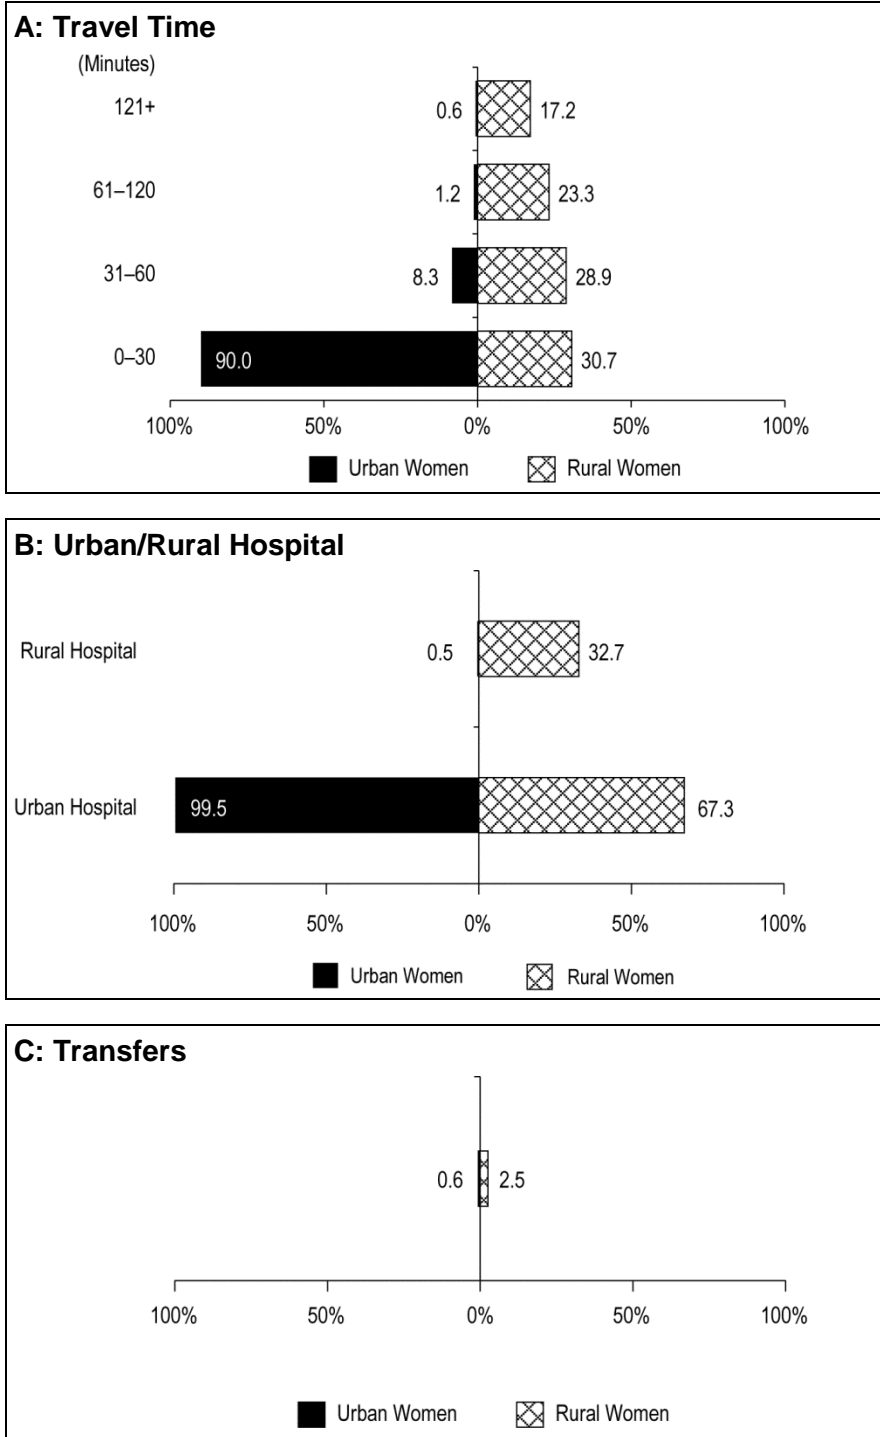 A: Travel Time
(Minutes)
121+ 0.6 17.2
61–120 1.2 23.3
31–60 8.3 28.9
0–30 90.0 30.7
100% 50% 0% 50% 100%
Urban Women Rural Women
B: Urban/Rural Hospital
Rural Hospital 0.5 32.7
Urban Hospital 99.5 67.3
100% 50% 0% 50% 100%
Urban Women Rural Women
C: Transfers
0.6 2.5
100% 50% 0% 50% 100%
Urban Women Rural Women